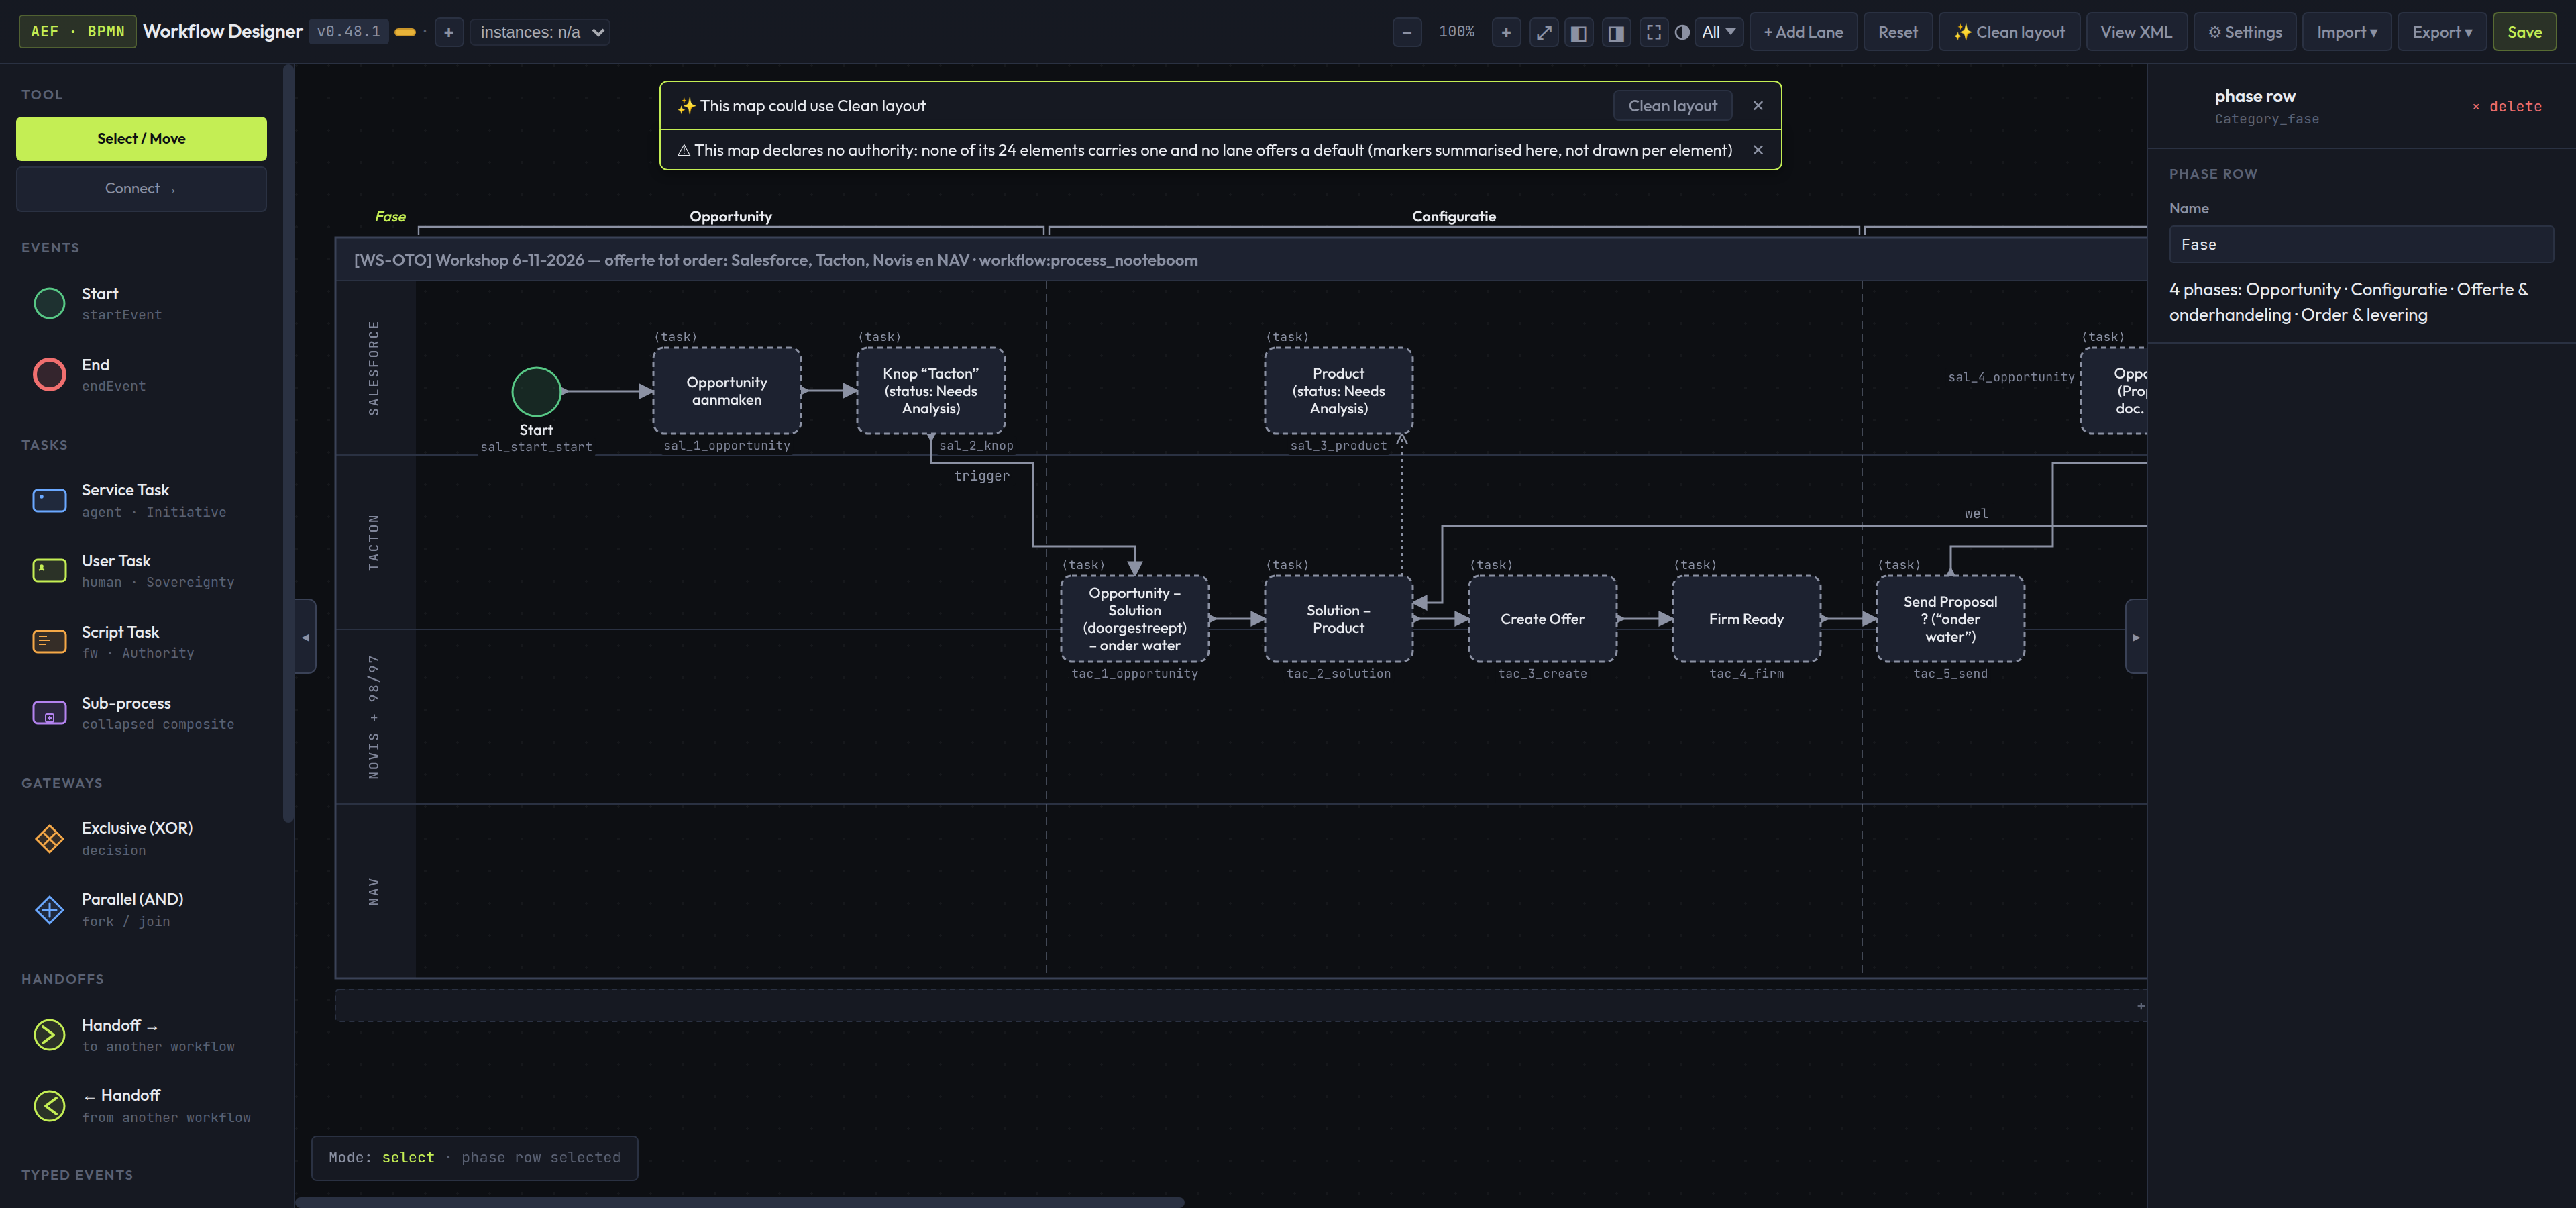 AEF · BPMN Workflow Designer v0.48.1 · + instances: n/a
− 100% + All + Add Lane Reset ✨ Clean layout View XML ⚙ Settings Import ▾ Export ▾ Save
TOOL
Select / Move
Connect →
EVENTS
Start
startEvent
End
endEvent
TASKS
Service Task
agent · Initiative
User Task
human · Sovereignty
Script Task
fw · Authority
Sub-process
collapsed composite
GATEWAYS
Exclusive (XOR)
decision
Parallel (AND)
fork / join
HANDOFFS
Handoff →
to another workflow
← Handoff
from another workflow
TYPED EVENTS
✨ This map could use Clean layout
Clean layout ×
⚠ This map declares no authority: none of its 24 elements carries one and no lane offers a default (markers summarised here, not drawn per element) ×
Fase
Opportunity
Configuratie
[WS-OTO] Workshop 6-11-2026 — offerte tot order: Salesforce, Tacton, Novis en NAV · workflow:process_nooteboom
SALESFORCE
Start
sal_start_start
⟨task⟩
Opportunity
aanmaken
sal_1_opportunity
⟨task⟩
Knop “Tacton”
(status: Needs
Analysis)
sal_2_knop
trigger
⟨task⟩
Product
(status: Needs
Analysis)
sal_3_product
sal_4_opportunity
⟨task⟩
doc.
TACTON
wel
⟨task⟩
Opportunity –
Solution
(doorgestreept)
– onder water
tac_1_opportunity
⟨task⟩
Solution –
Product
tac_2_solution
⟨task⟩
Create Offer
tac_3_create
⟨task⟩
Firm Ready
tac_4_firm
⟨task⟩
Send Proposal
? (“onder
water”)
tac_5_send
NOVIS + 98/97
NAV
+
Mode: select · phase row selected
phase row
Category_fase
× delete
PHASE ROW
Name
Fase
4 phases: Opportunity · Configuratie · Offerte &
onderhandeling · Order & levering